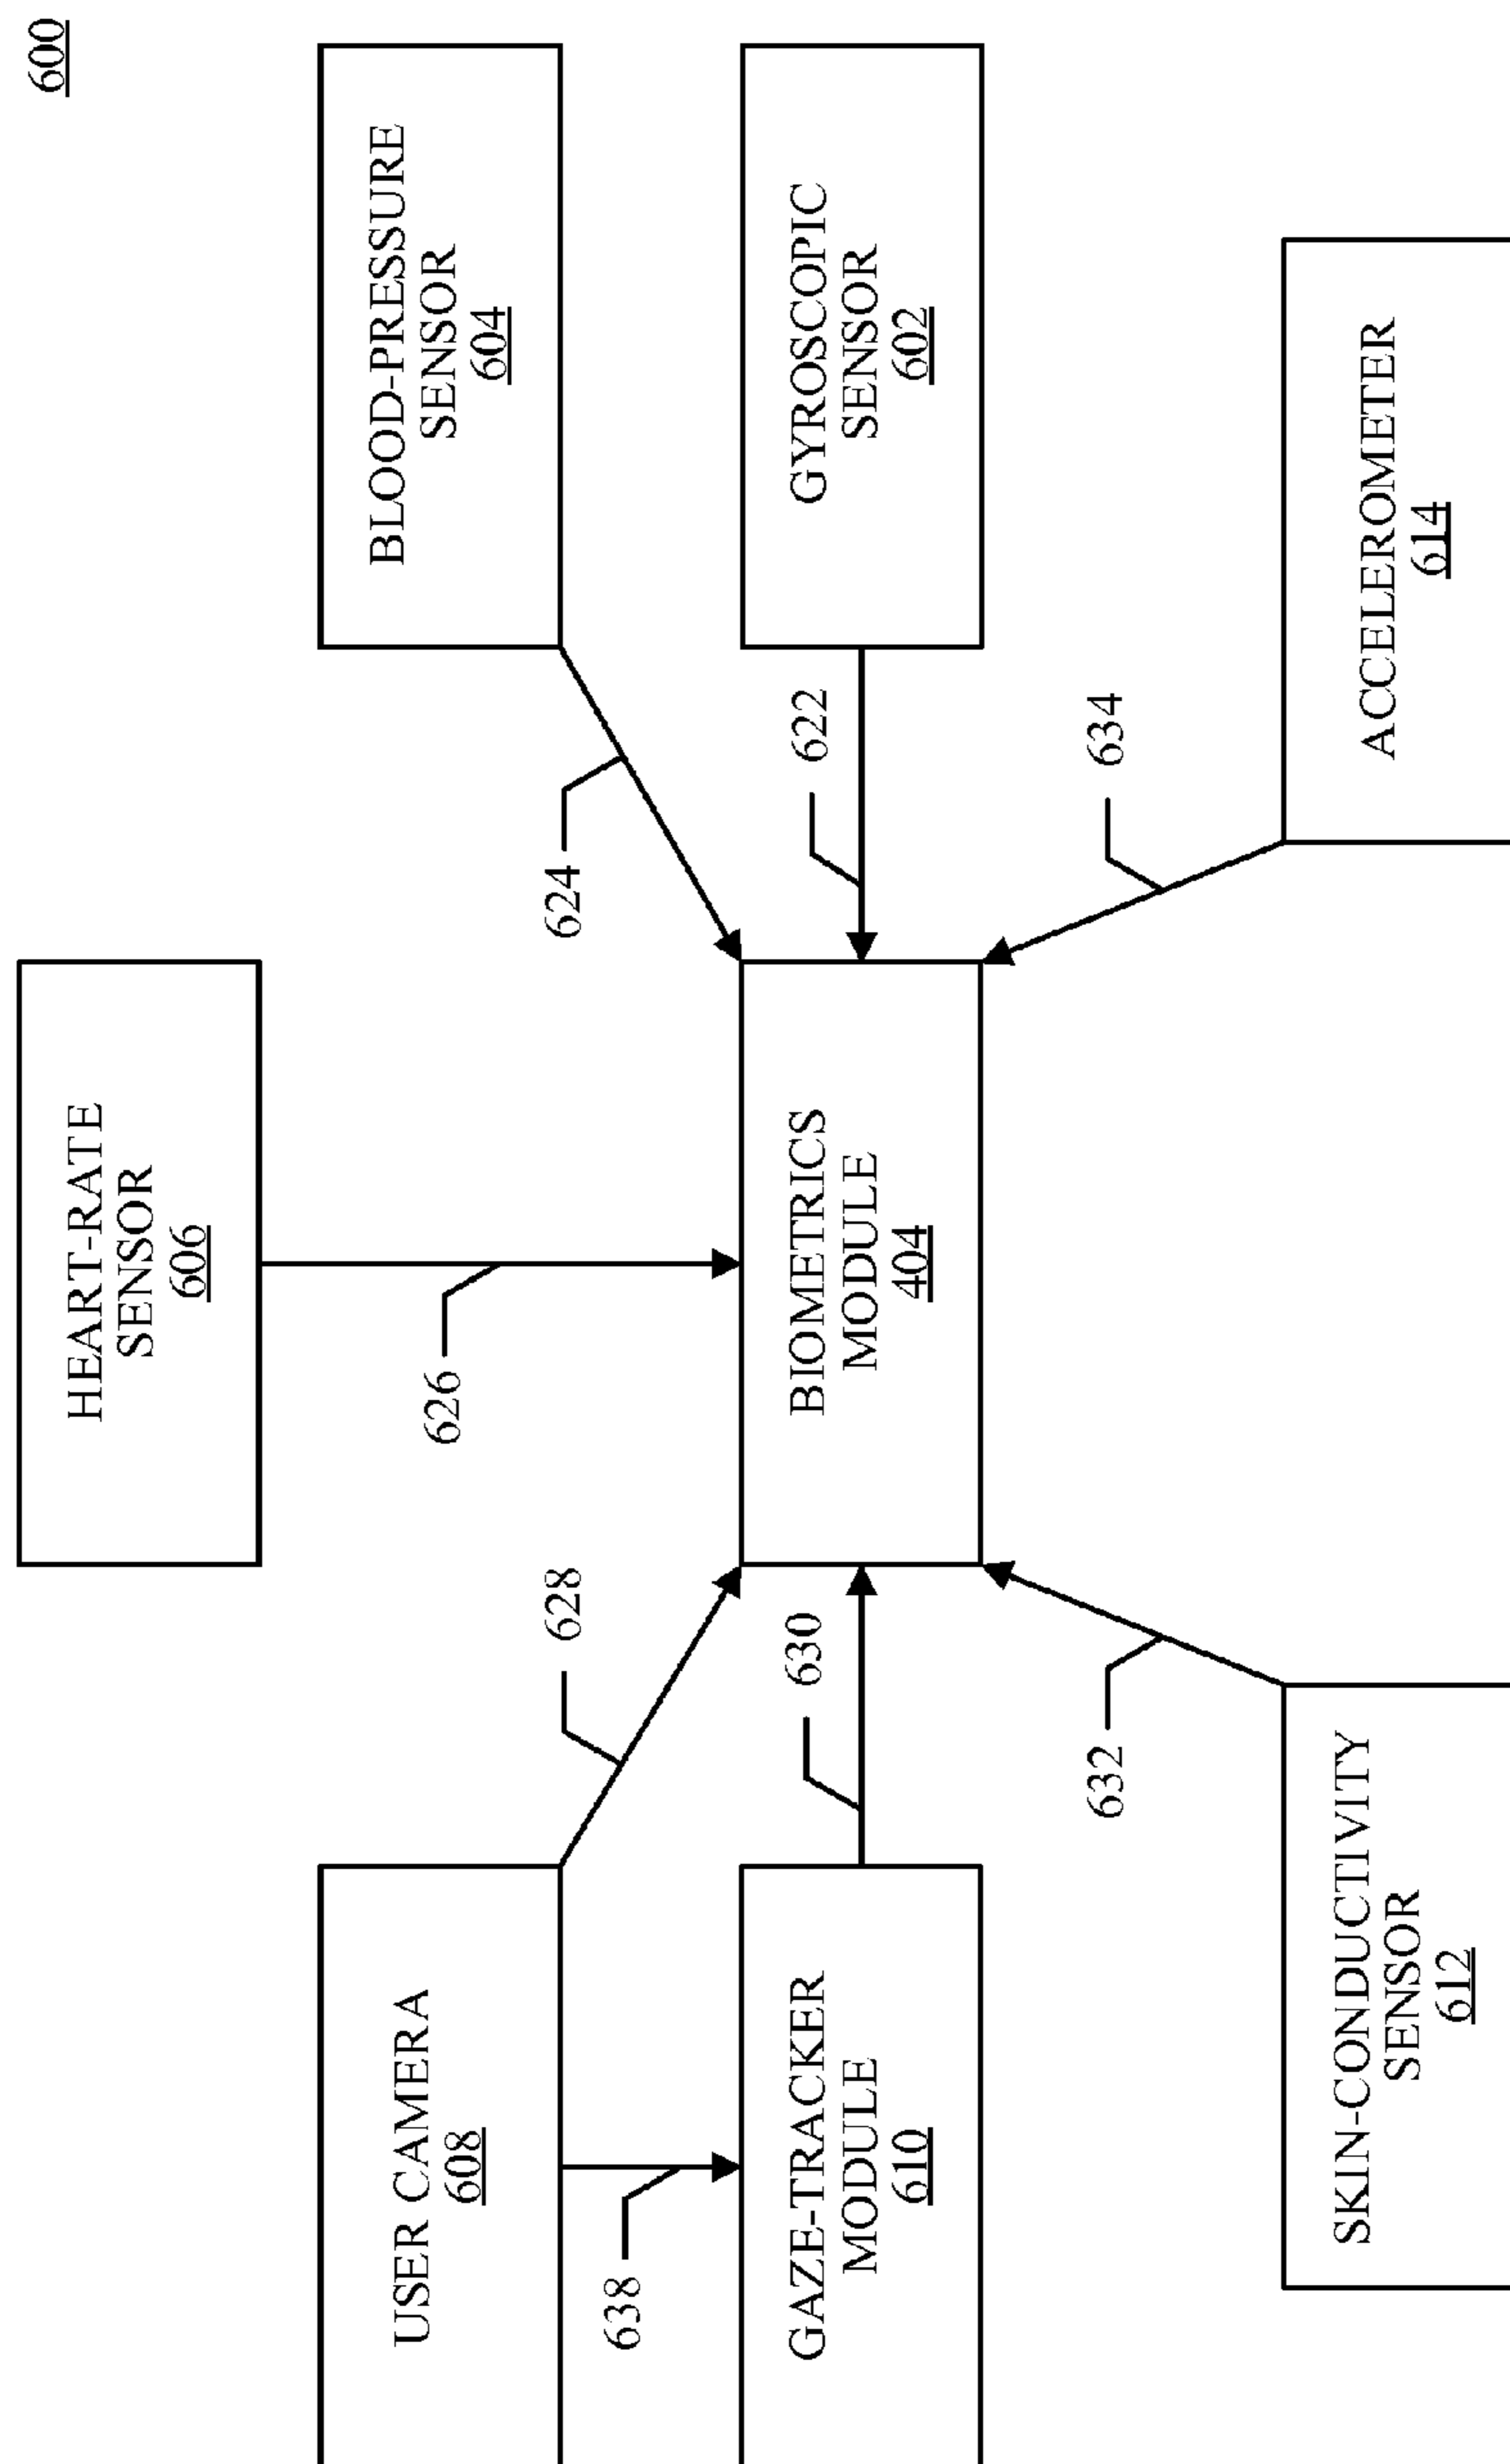 600
HEART-RATE
SENSOR
606
USER CAMERA
608
BLOOD-PRESSURE
SENSOR
604
628
626
624
638
GAZE-TRACKER
MODULE
610
630
BIOMETRICS
MODULE
404
622
GYROSCOPIC
SENSOR
602
632
634
SKIN-CONDUCTIVITY
SENSOR
612
ACCELEROMETER
614